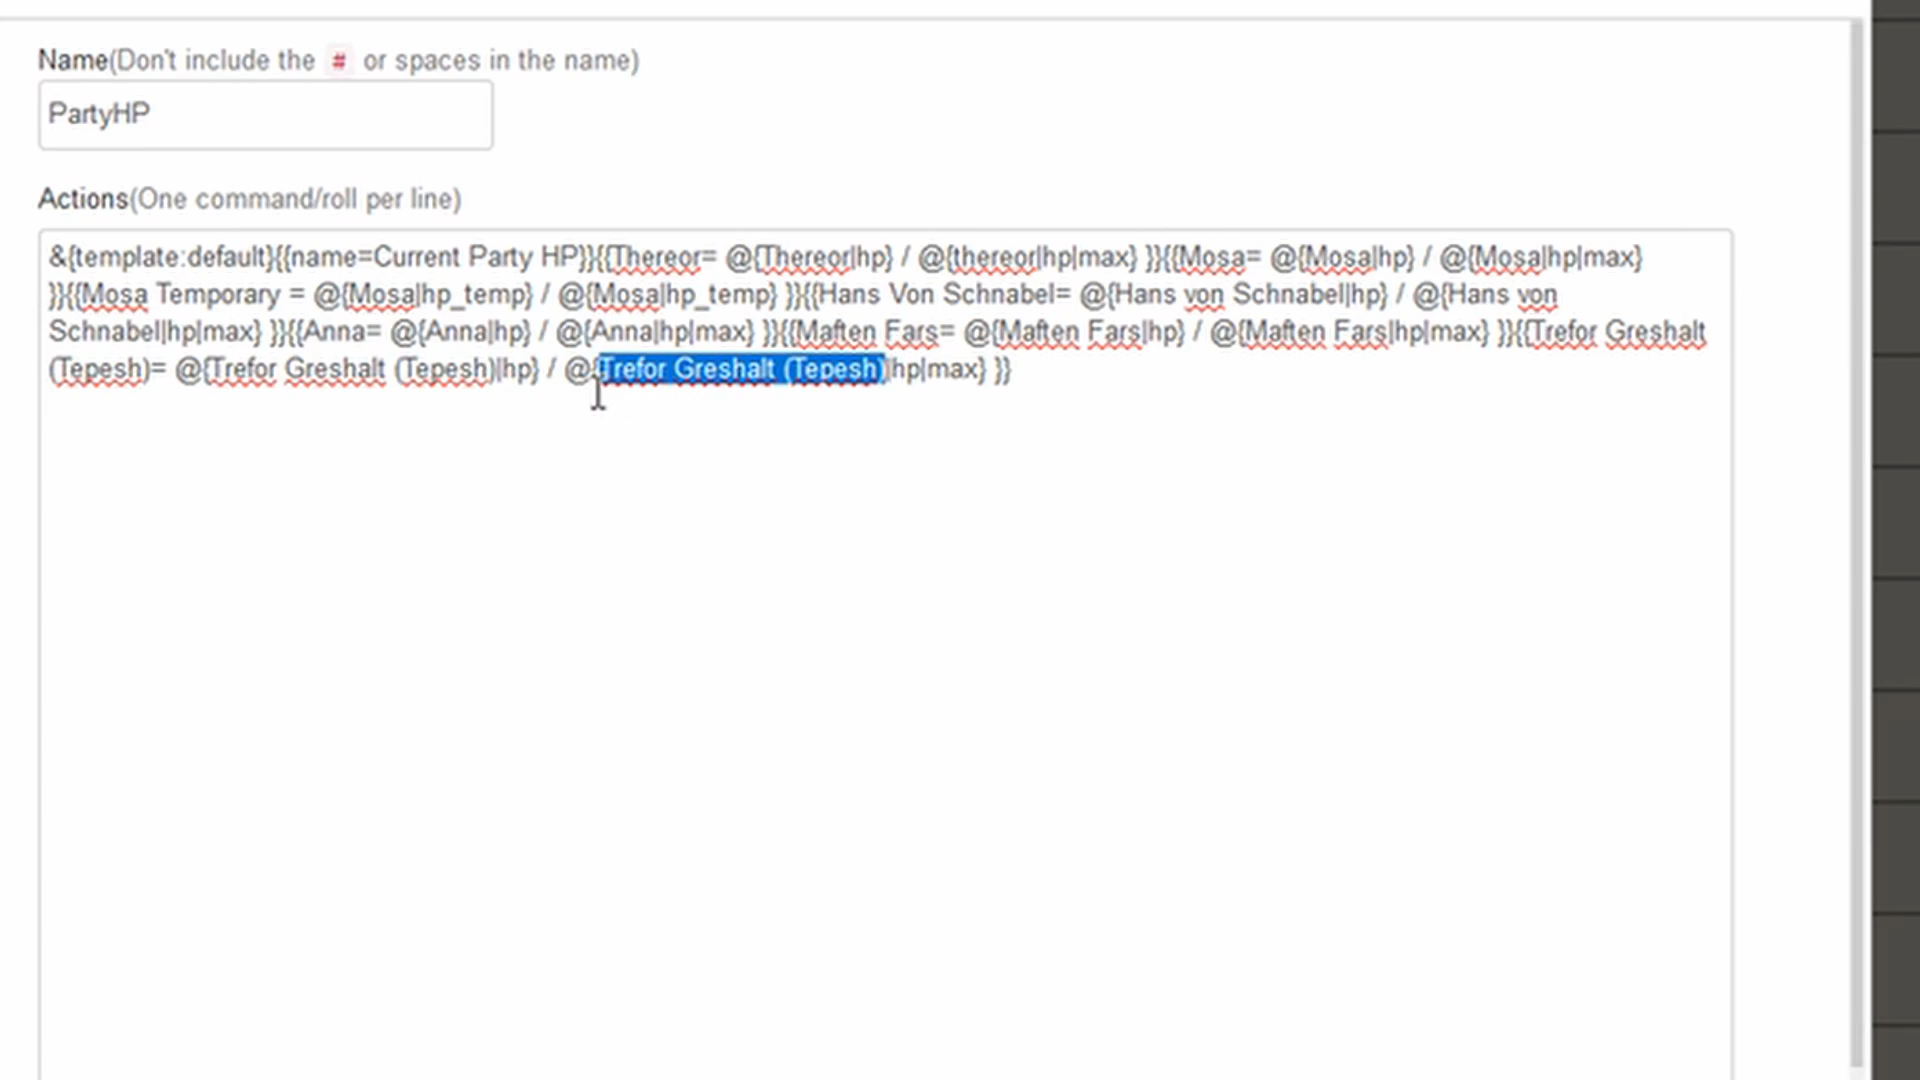 Name(Don't include the # or spaces in the name)
PartyHP
Actions(One command/roll per line)
&{template:default}{{name=Current Party HP}}{{Thereor= @{Thereor|hp} / @{thereor|hp|max} }}{{Mosa= @{Mosa|hp} / @{Mosa|hp|max}
}}{{Mosa Temporary = @{Mosa|hp_temp} / @{Mosa|hp_temp} }}{{Hans Von Schnabel= @{Hans von Schnabel|hp} / @{Hans von
Schnabel|hp|max} }}{{Anna= @{Anna|hp} / @{Anna|hp|max} }}{{Maften Fars= @{Maften Fars|hp} / @{Maften Fars|hp|max} }}{{Trefor Greshalt
(Tepesh)= @{Trefor Greshalt (Tepesh)|hp} / @{Trefor Greshalt (Tepesh)|hp|max} }}